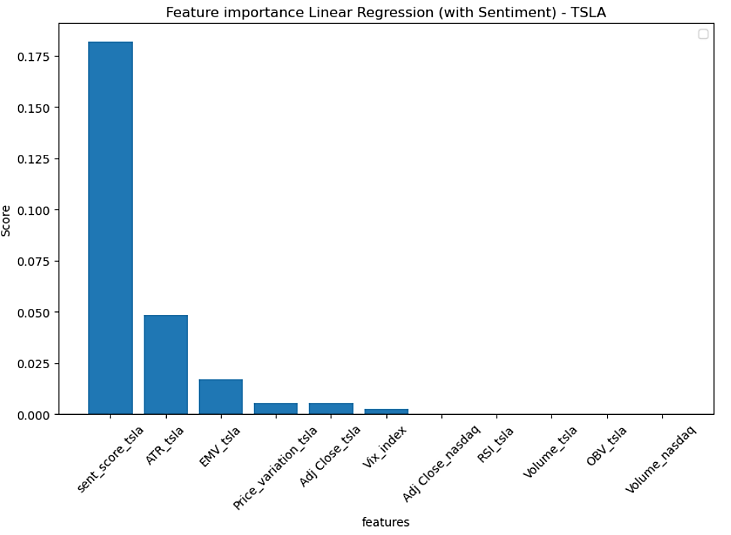 Feature importance Linear Regression (with Sentiment) - TSLA
0.175
0.150
0.125
0.100
0.075
0.050
0.025
0.000
Score
sent_score_tsla
ATR_tsla
EMV_tsla
Price_variation_tsla
Adj Close_tsla
Vix_index
Adj Close_nasdaq
RSI_tsla
Volume_tsla
OBV_tsla
Volume_nasdaq
features